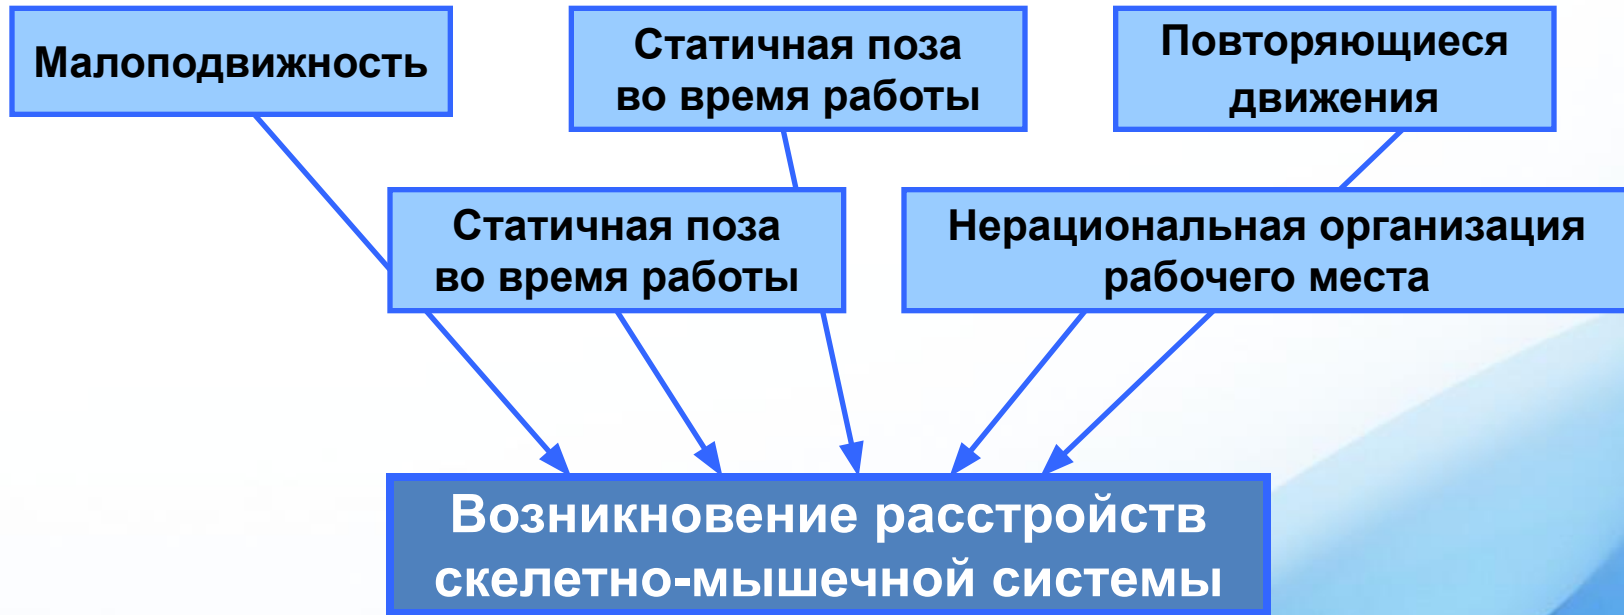 Малоподвижность
Статичная поза
во время работы
Повторяющиеся
движения
Статичная поза
во время работы
Нерациональная организация
рабочего места
Возникновение расстройств
скелетно-мышечной системы